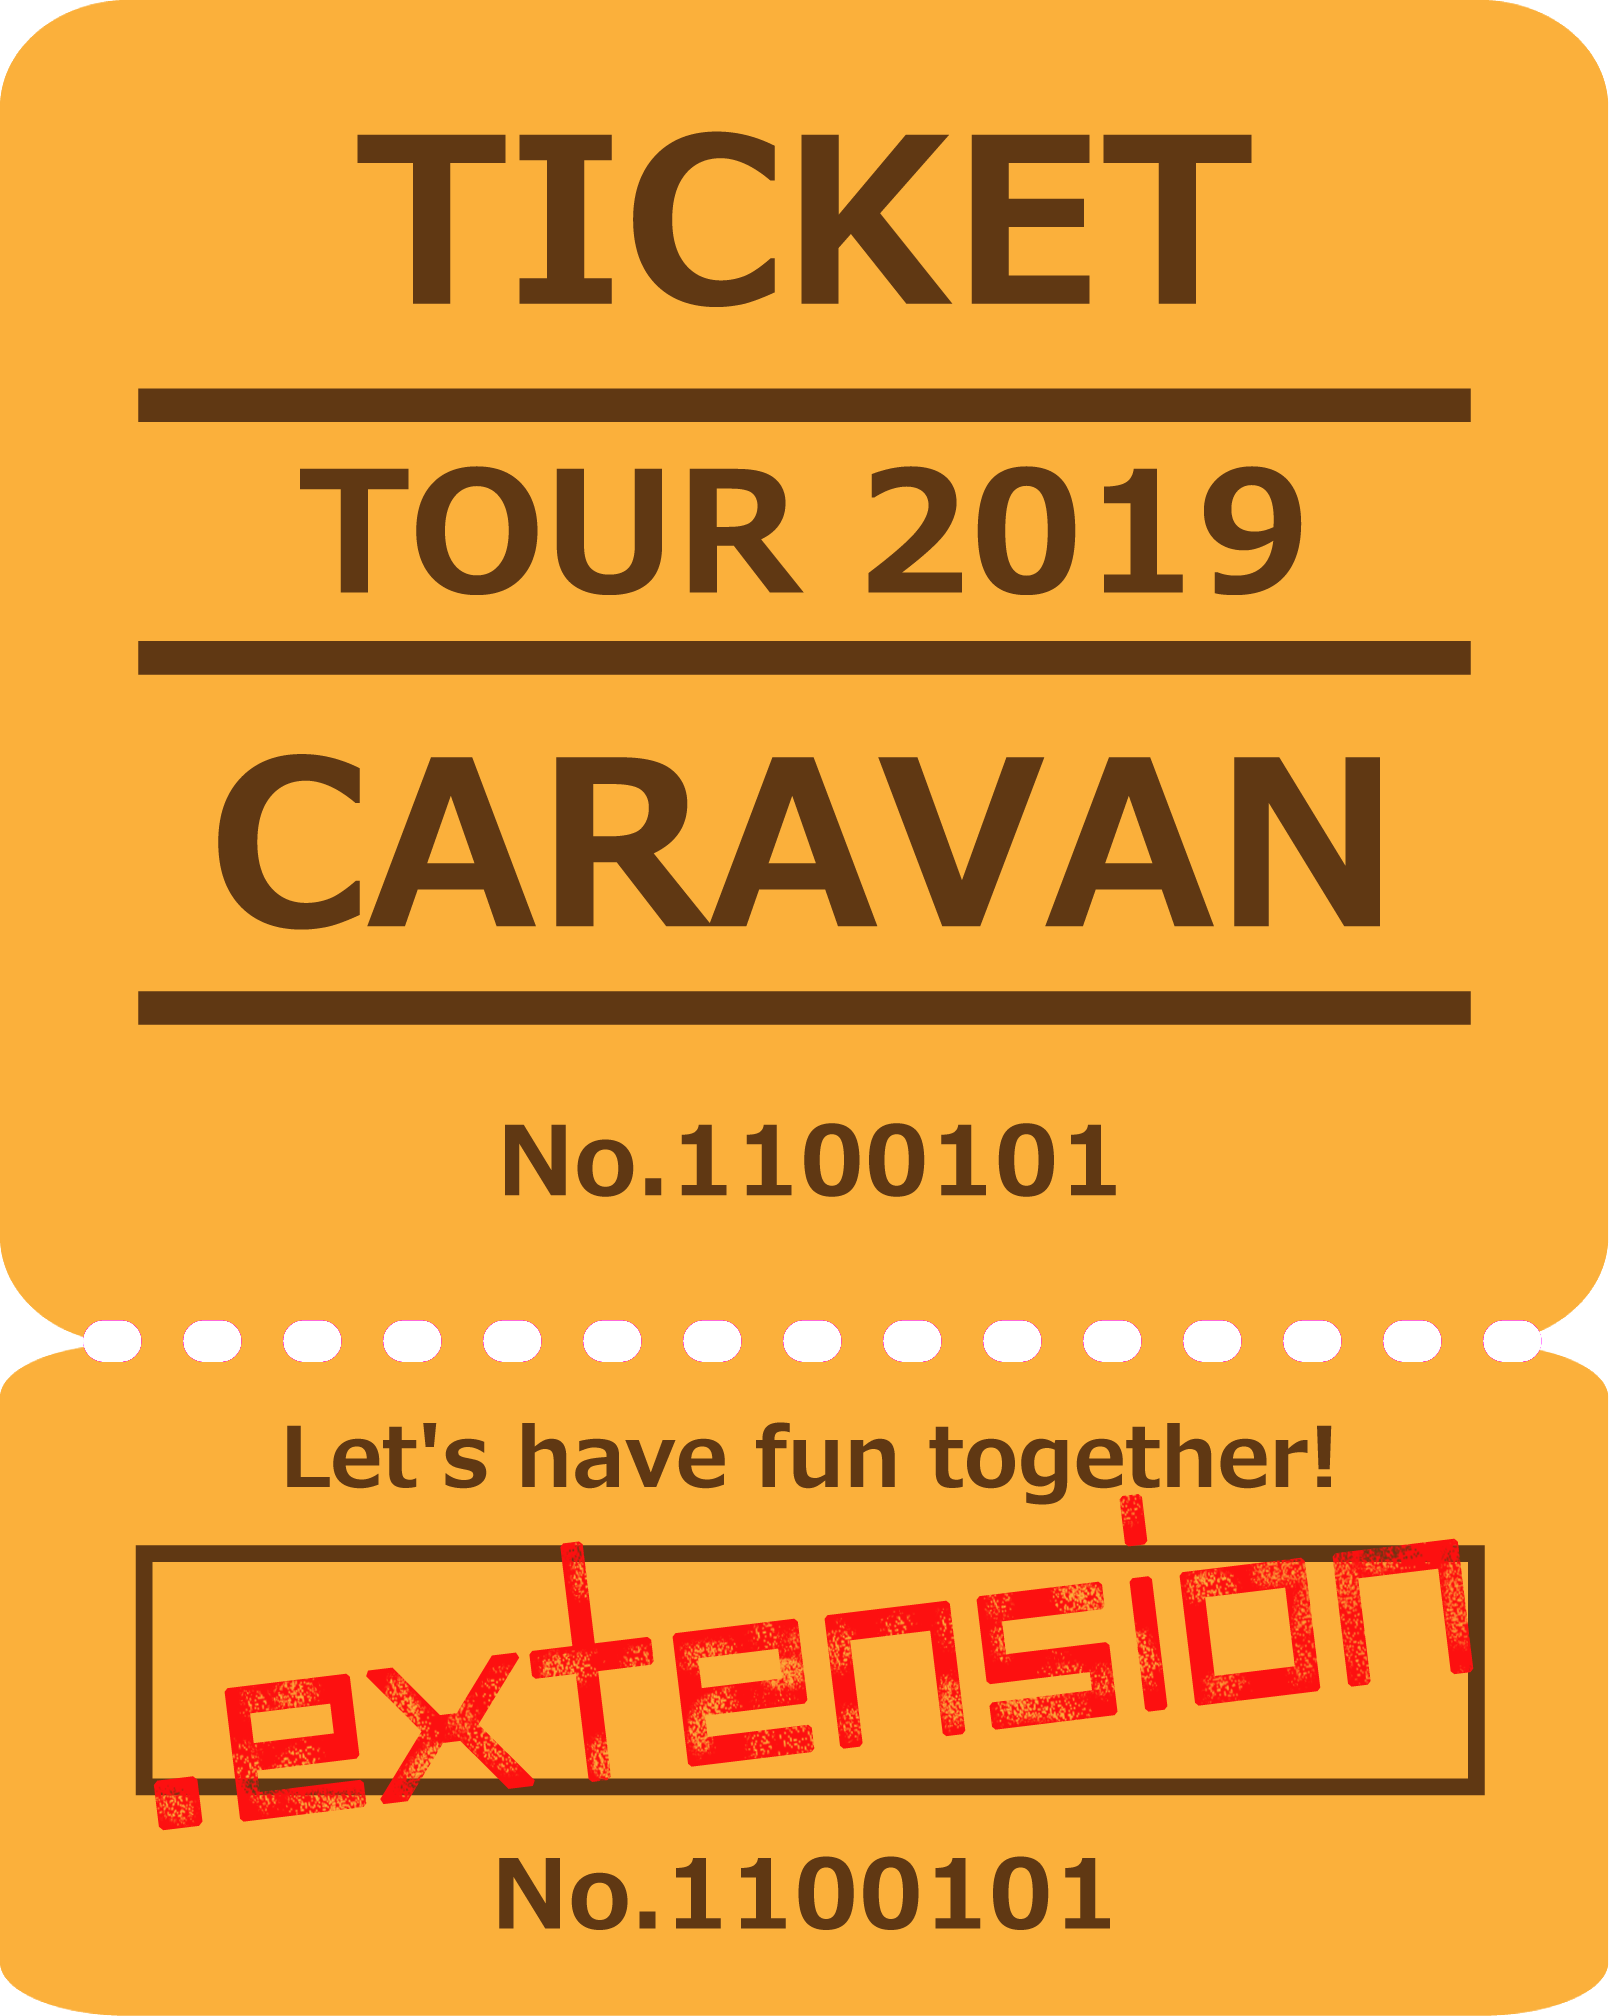 TICKET
TOUR 2019
CARAVAN
No.1100101
Let's have fun together!
.extension
No.1100101